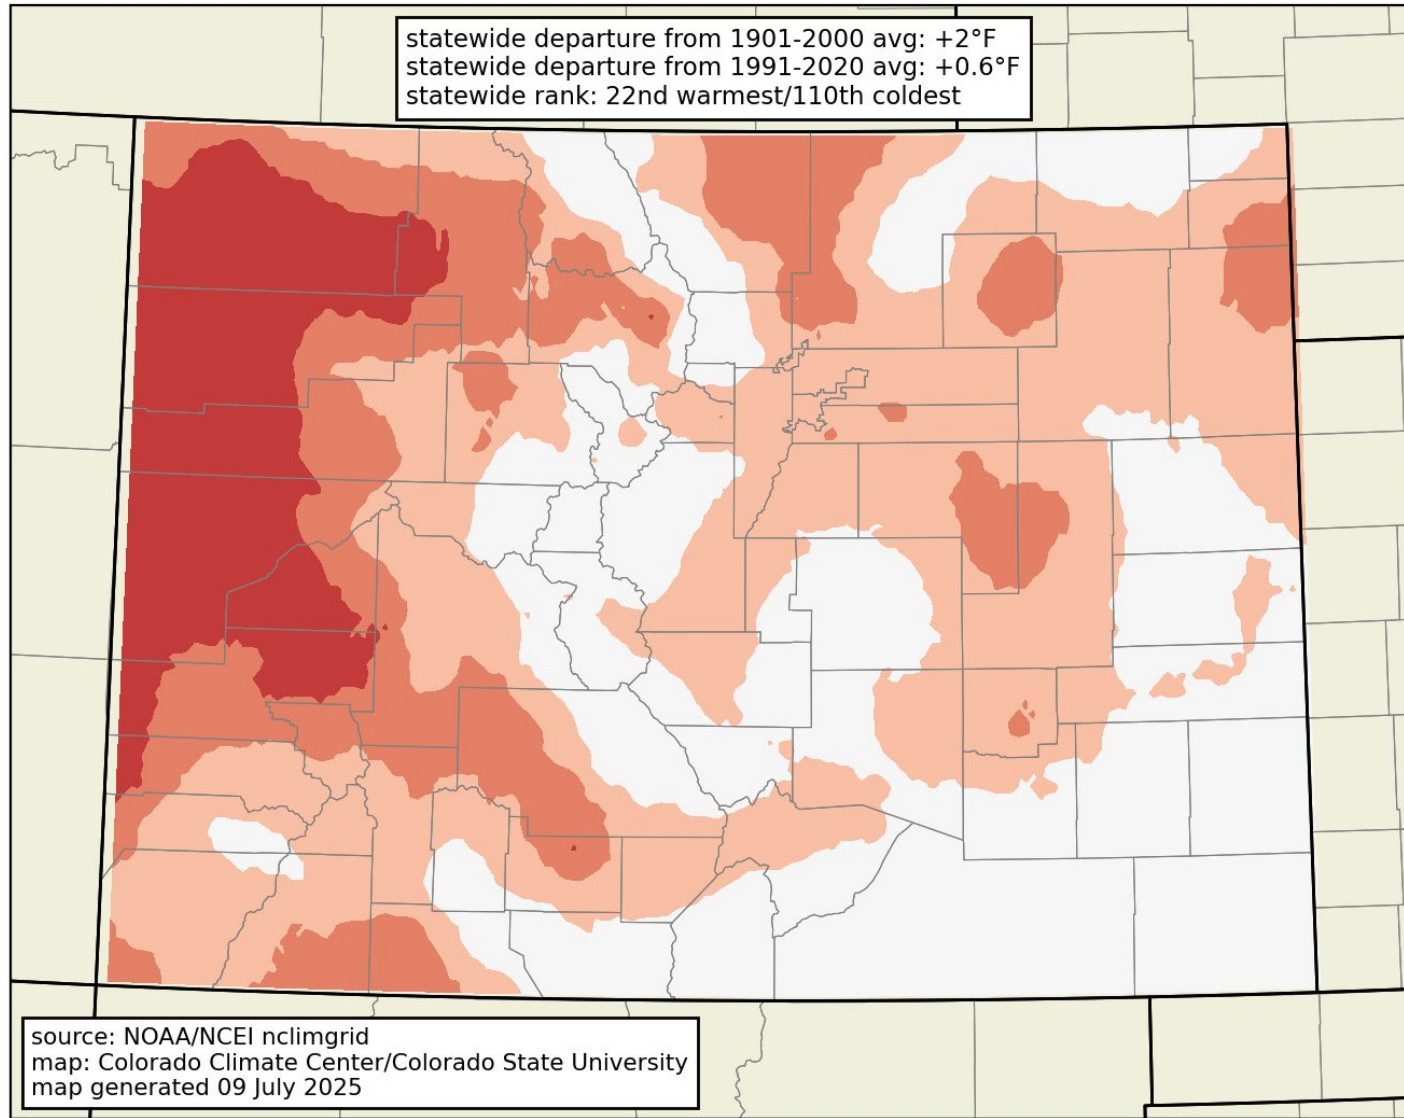 statewide departure from 1901-2000 avg: +2°F
statewide departure from 1991-2020 avg: +0.6°F
statewide rank: 22nd warmest/110th coldest
source: NOAA/NCEI nclimgrid
map: Colorado Climate Center/Colorado State University
map generated 09 July 2025